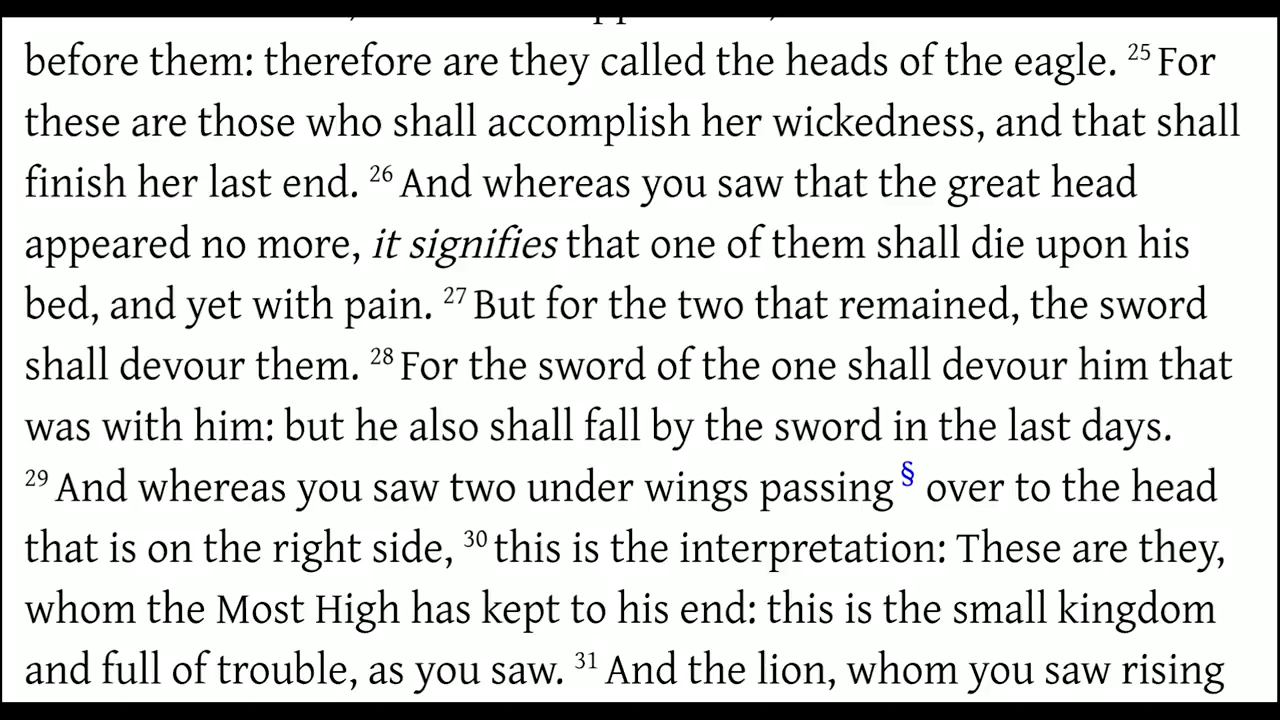 before them: therefore are they called the heads of the eagle. 25 For
these are those who shall accomplish her wickedness, and that shall
finish her last end. 26 And whereas you saw that the great head
appeared no more, it signifies that one of them shall die upon his
bed, and yet with pain. 27 But for the two that remained, the sword
shall devour them. 28 For the sword of the one shall devour him that
was with him: but he also shall fall by the sword in the last days.
29 And whereas you saw two under wings passing § over to the head
that is on the right side, 30 this is the interpretation: These are they,
whom the Most High has kept to his end: this is the small kingdom
and full of trouble, as you saw. 31 And the lion, whom you saw rising